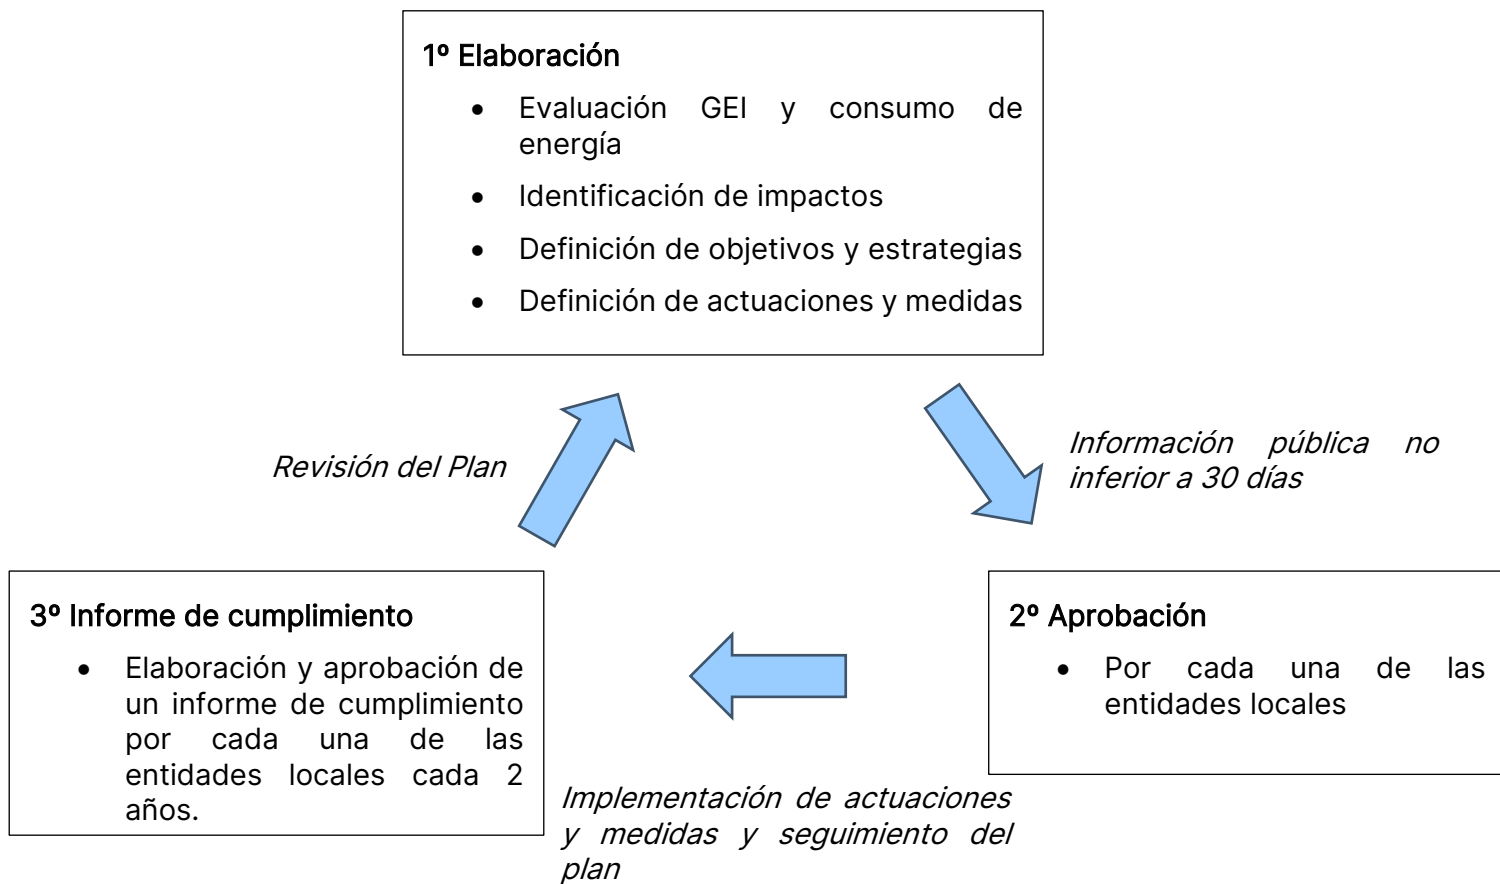 1º Elaboración
• Evaluación GEI y consumo de
energía
• Identificación de impactos
• Definición de objetivos y estrategias
• Definición de actuaciones y medidas
Revisión del Plan
Información pública no
inferior a 30 días
3º Informe de cumplimiento
• Elaboración y aprobación de
un informe de cumplimiento
por cada una de las
entidades locales cada 2
años.
2º Aprobación
• Por cada una de las
entidades locales
Implementación de actuaciones
y medidas y seguimiento del
plan